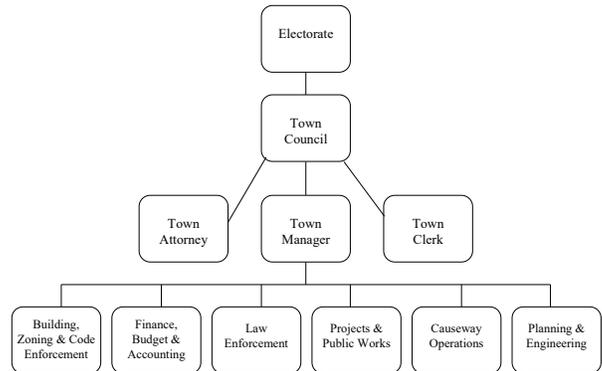 Electorate
Town
Council
Town
Attorney
Town
Manager
Town
Clerk
Building,
Zoning & Code
Enforcement
Finance,
Budget &
Accounting
Law
Enforcement
Projects &
Public Works
Causeway
Operations
Planning &
Engineering